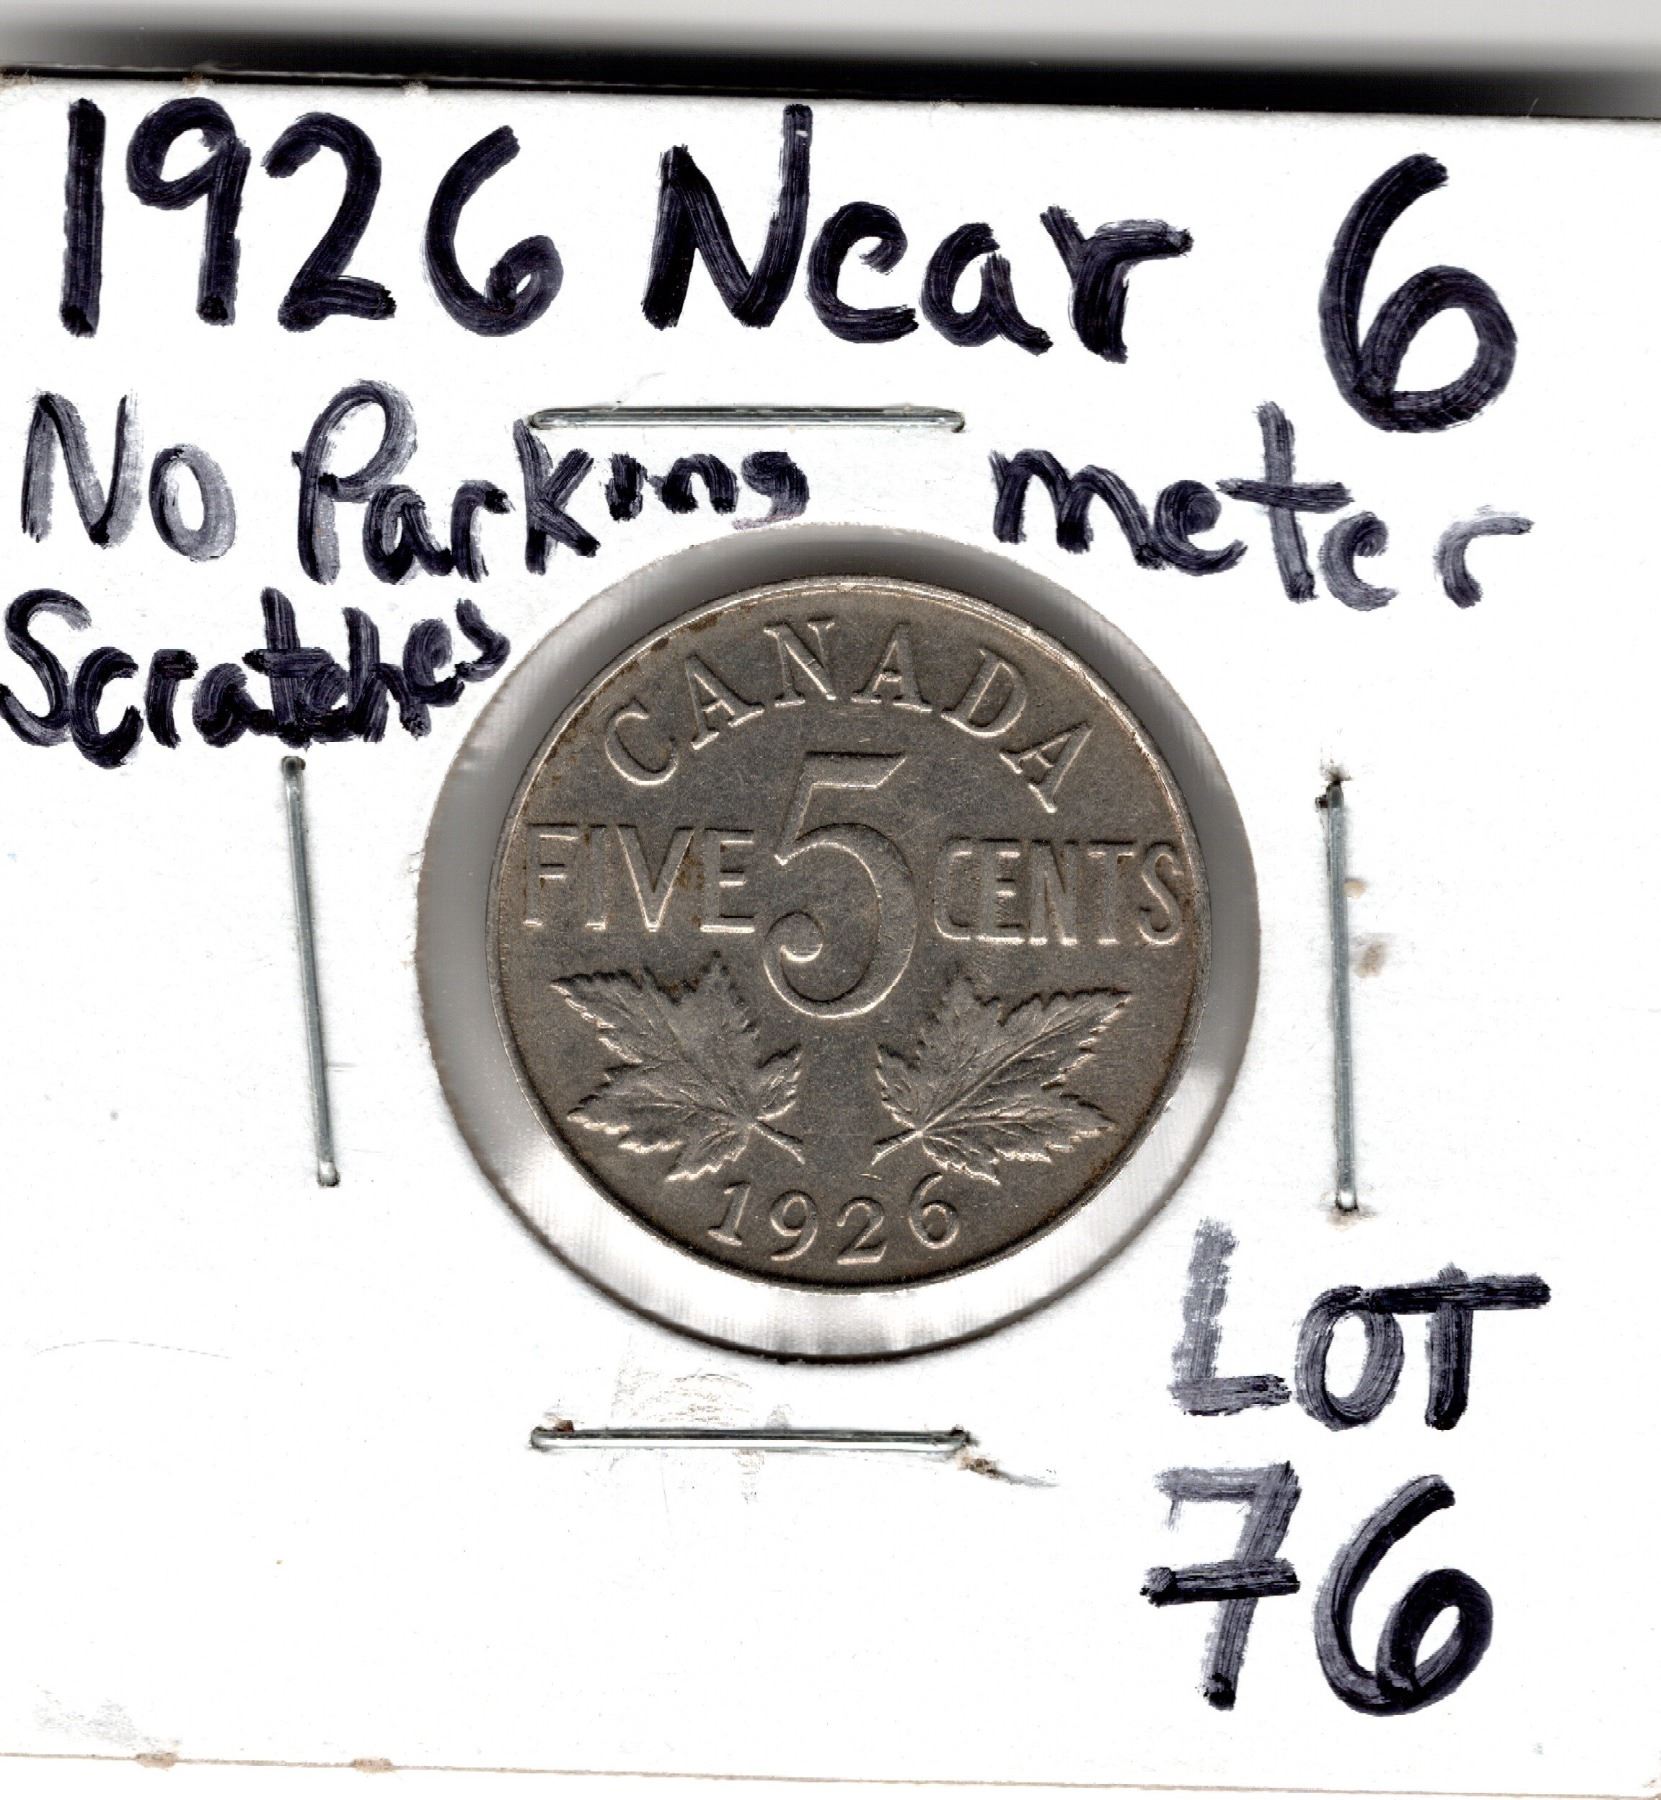 1926 Near 6
No Parking meter
Scratches
CANADA
FIVE 5 CENTS
1926
LOT
76